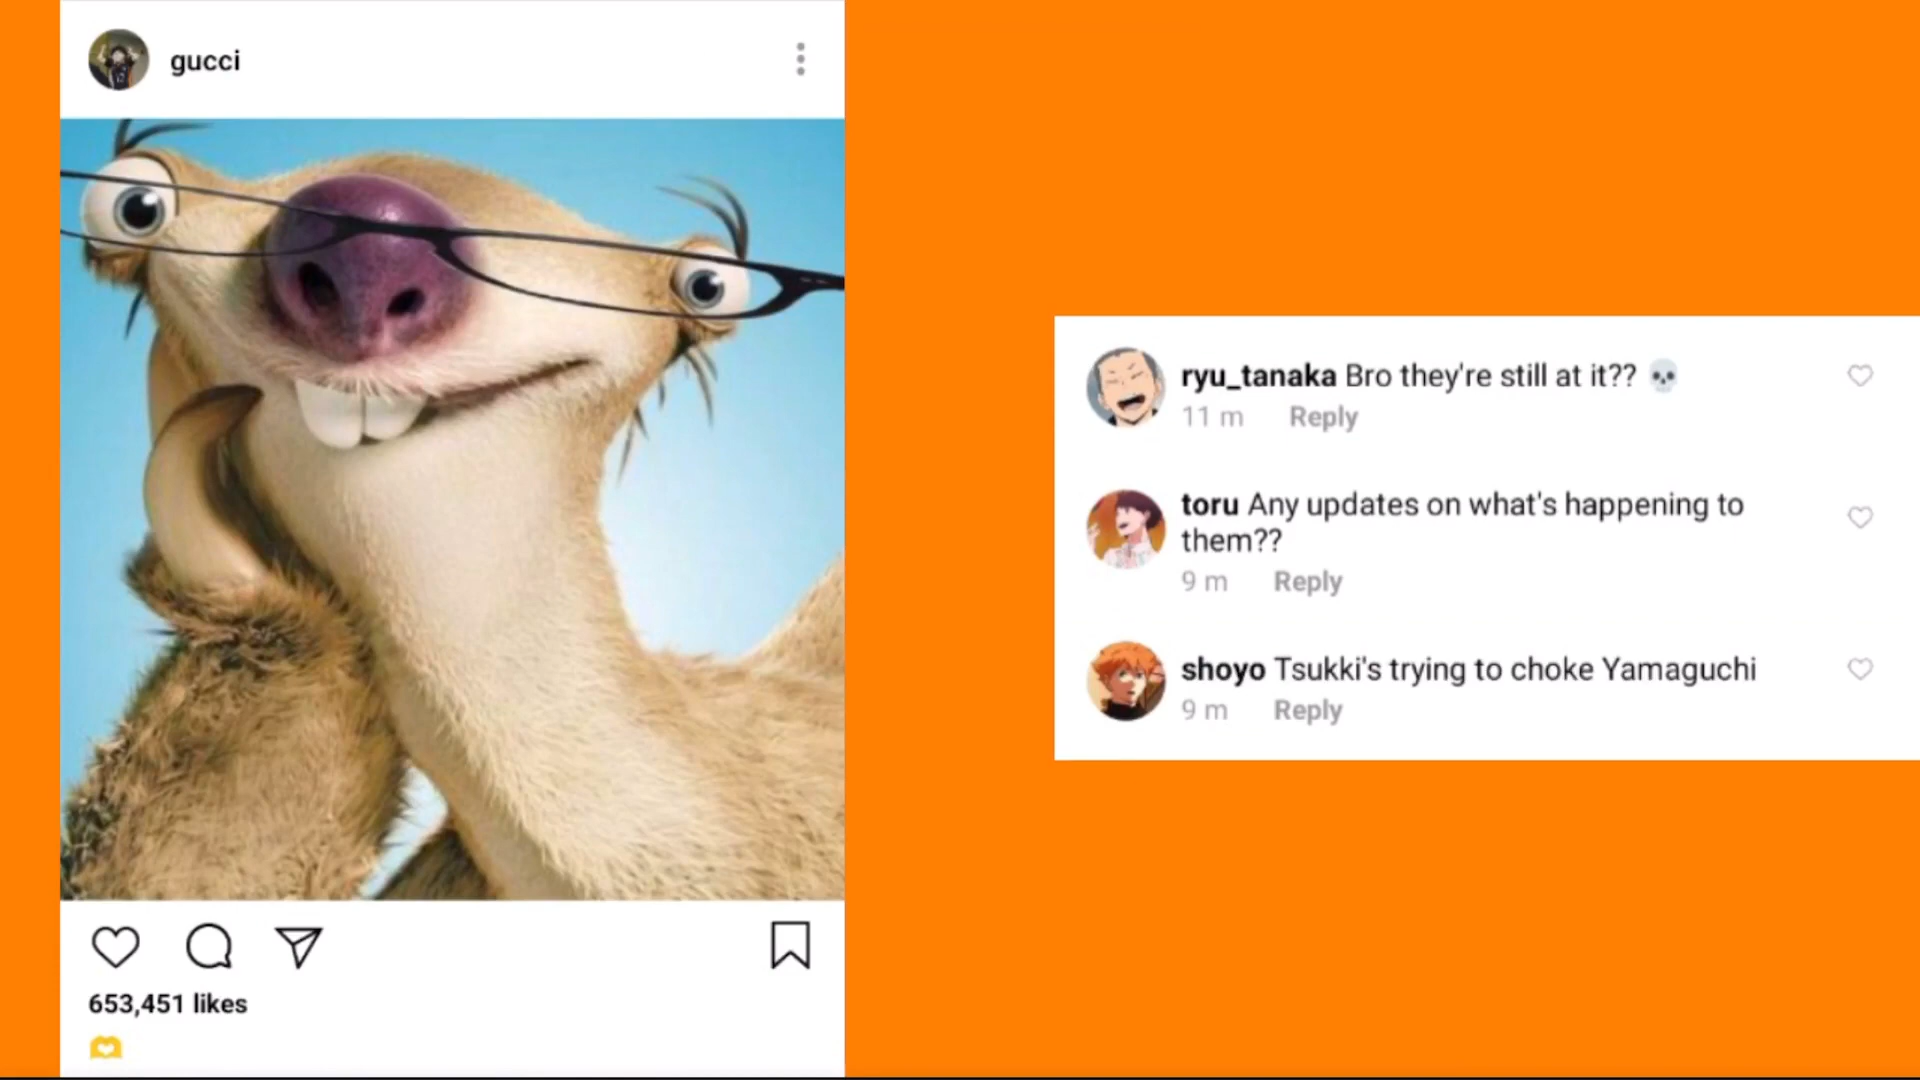 gucci
653,451 likes
🫶
ryu_tanaka Bro they're still at it?? 💀
11 m Reply
toru Any updates on what's happening to
them??
9 m Reply
shoyo Tsukki's trying to choke Yamaguchi
9 m Reply